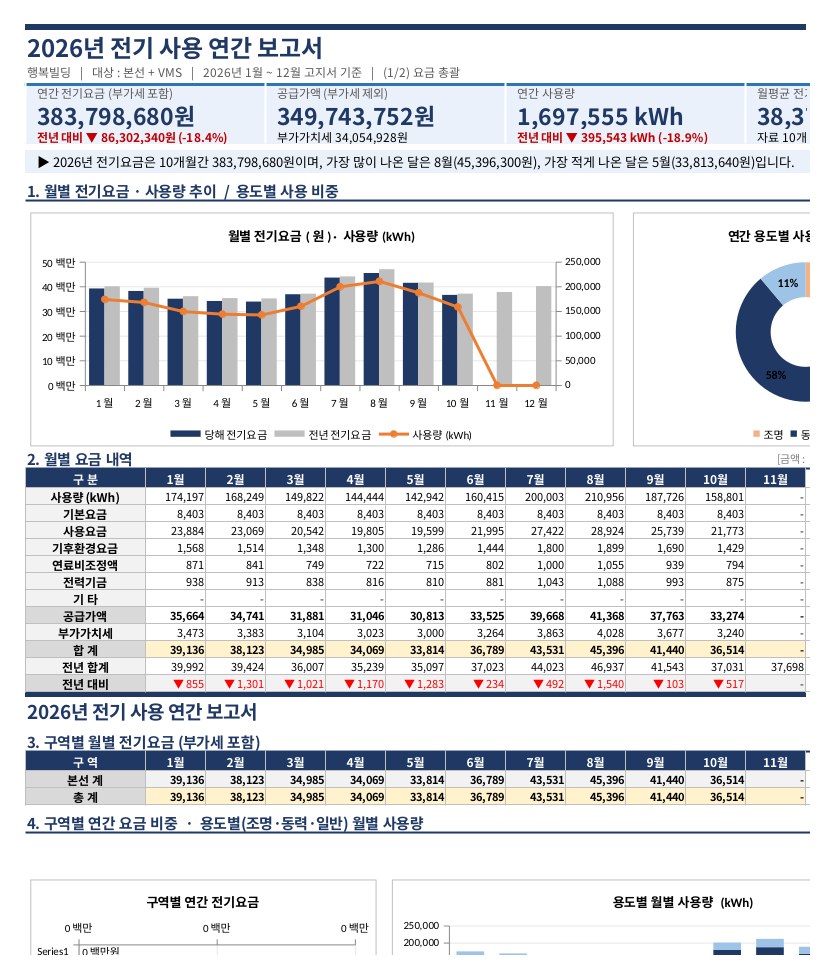 2026년 전기 사용 연간 보고서
행복빌딩 | 대상 : 본선 + VMS | 2026년 1월 ~ 12월 고지서 기준 | (1/2) 요금 총괄
연간 전기요금 (부가세 포함) 공급가액 (부가세 제외) 연간 사용량 월평균 전
383,798,680원 349,743,752원 1,697,555 kWh 38,3
전년 대비 ▼ 86,302,340원 (-18.4%) 부가가치세 34,054,928원 전년 대비 ▼ 395,543 kWh (-18.9%) 자료 10개
▶ 2026년 전기요금은 10개월간 383,798,680원이며, 가장 많이 나온 달은 8월(45,396,300원), 가장 적게 나온 달은 5월(33,813,640원)입니다.
1. 월별 전기요금 · 사용량 추이 / 용도별 사용 비중
월별 전기요금 ( 원 ) · 사용량 (kWh) 연간 용도별 사용
50 백만 250,000
40 백만 200,000
30 백만 150,000
20 백만 100,000
10 백만 50,000
0 백만 0
1 월 2 월 3 월 4 월 5 월 6 월 7 월 8 월 9 월 10 월 11 월 12 월
당해 전기요금 전년 전기요금 사용량 (kWh)
11%
58%
조명 동
2. 월별 요금 내역 [금액 :
구 분 1월 2월 3월 4월 5월 6월 7월 8월 9월 10월 11월
사용량 (kWh) 174,197 168,249 149,822 144,444 142,942 160,415 200,003 210,956 187,726 158,801 -
기본요금 8,403 8,403 8,403 8,403 8,403 8,403 8,403 8,403 8,403 8,403 -
사용요금 23,884 23,069 20,542 19,805 19,599 21,995 27,422 28,924 25,739 21,773 -
기후환경요금 1,568 1,514 1,348 1,300 1,286 1,444 1,800 1,899 1,690 1,429 -
연료비조정액 871 841 749 722 715 802 1,000 1,055 939 794 -
전력기금 938 913 838 816 810 881 1,043 1,088 993 875 -
기 타 - - - - - - - - - - -
공급가액 35,664 34,741 31,881 31,046 30,813 33,525 39,668 41,368 37,763 33,274 -
부가가치세 3,473 3,383 3,104 3,023 3,000 3,264 3,863 4,028 3,677 3,240 -
합 계 39,136 38,123 34,985 34,069 33,814 36,789 43,531 45,396 41,440 36,514 -
전년 합계 39,992 39,424 36,007 35,239 35,097 37,023 44,023 46,937 41,543 37,031 37,698
전년 대비 ▼ 855 ▼ 1,301 ▼ 1,021 ▼ 1,170 ▼ 1,283 ▼ 234 ▼ 492 ▼ 1,540 ▼ 103 ▼ 517 -
2026년 전기 사용 연간 보고서
3. 구역별 월별 전기요금 (부가세 포함)
구 역 1월 2월 3월 4월 5월 6월 7월 8월 9월 10월 11월
본선 계 39,136 38,123 34,985 34,069 33,814 36,789 43,531 45,396 41,440 36,514 -
총 계 39,136 38,123 34,985 34,069 33,814 36,789 43,531 45,396 41,440 36,514 -
4. 구역별 연간 요금 비중 · 용도별(조명·동력·일반) 월별 사용량
구역별 연간 전기요금 용도별 월별 사용량 (kWh)
0 백만 0 백만 0 백만
Series1 0 백만원
250,000
200,000